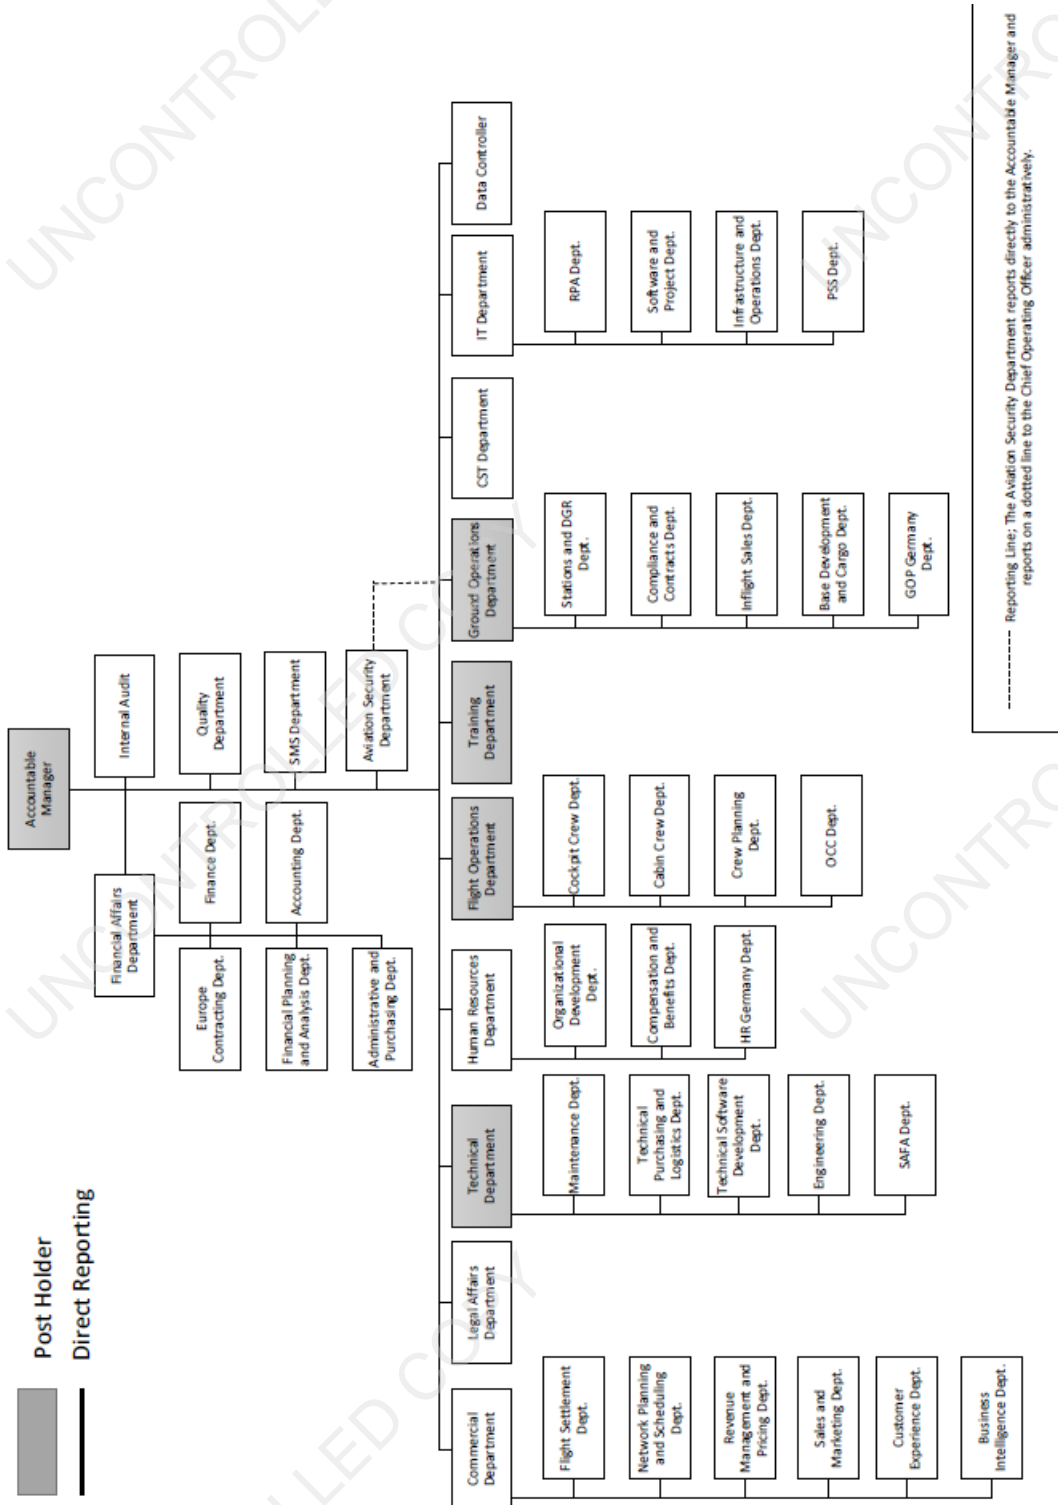 Post Holder
Direct Reporting
Accountable
Manager
Financial Affairs
Department
Internal Audit
Europe
Contracting Dept.
Finance Dept.
Quality
Department
Financial Planning
and Analysis Dept.
Accounting Dept.
SMS Department
Administrative and
Purchasing Dept.
Aviation Security
Department
Commercial
Department
Legal Affairs
Department
Technical
Department
Human Resources
Department
Flight Operations
Department
Training
Department
Ground Operations
Department
CST Department
IT Department
Data Controller
Flight Settlement
Dept.
Network Planning
and Scheduling
Dept.
Revenue
Management and
Pricing Dept.
Sales and
Marketing Dept.
Customer
Experience Dept.
Business
Intelligence Dept.
Maintenance Dept.
Technical
Purchasing and
Logistics Dept.
Technical Software
Development
Dept.
Engineering Dept.
SAFA Dept.
Organizational
Development
Dept.
Compensation and
Benefits Dept.
HR Germany Dept.
Cockpit Crew Dept.
Cabin Crew Dept.
Crew Planning
Dept.
OCC Dept.
Stations and DGR
Dept.
Compliance and
Contracts Dept.
Inflight Sales Dept.
Base Development
and Cargo Dept.
GOP Germany
Dept.
RPA Dept.
Software and
Project Dept.
Infrastructure and
Operations Dept.
PSS Dept.
Reporting Line; The Aviation Security Department reports directly to the Accountable Manager and
reports on a dotted line to the Chief Operating Officer administratively.
UNCONTROLLED
UNCONTROLLED COPY
UNCONTRO
UNCONTRO
LLED COPY